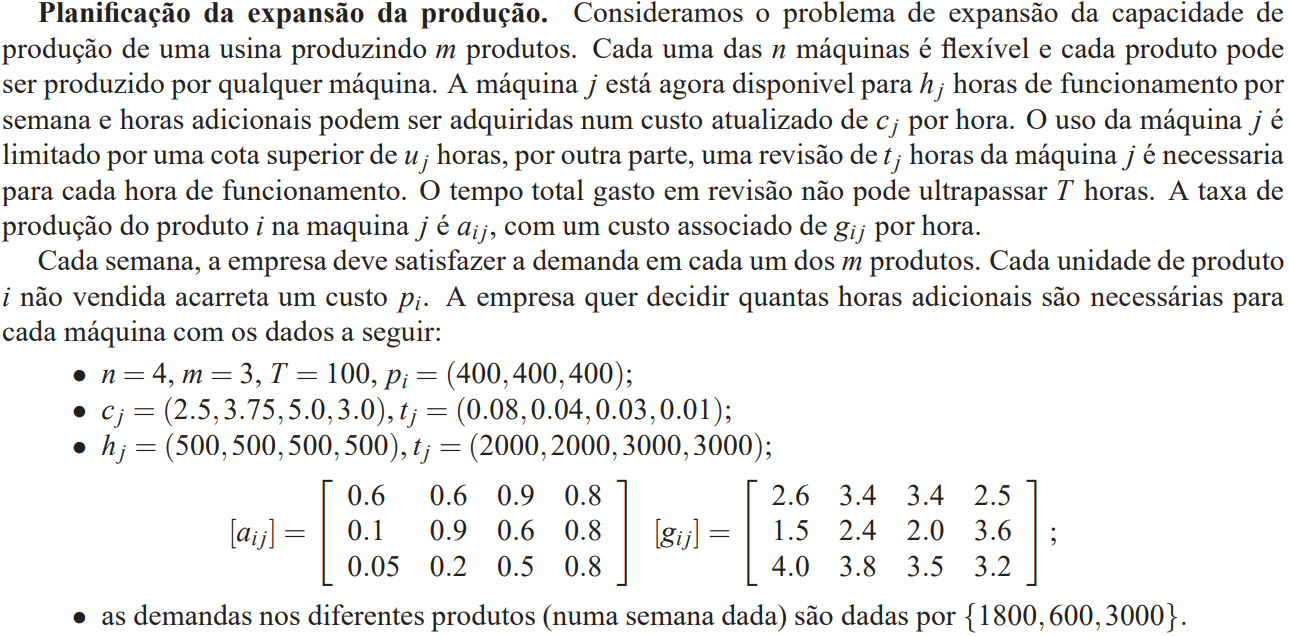 Planificação da expansão da produção. Consideramos o problema de expansão da capacidade de
produção de uma usina produzindo m produtos. Cada uma das n máquinas é flexível e cada produto pode
ser produzido por qualquer máquina. A máquina j está agora disponivel para h_j horas de funcionamento por
semana e horas adicionais podem ser adquiridas num custo atualizado de c_j por hora. O uso da máquina j é
limitado por uma cota superior de u_j horas, por outra parte, uma revisão de t_j horas da máquina j é necessaria
para cada hora de funcionamento. O tempo total gasto em revisão não pode ultrapassar T horas. A taxa de
produção do produto i na maquina j é a_{ij}, com um custo associado de g_{ij} por hora.
Cada semana, a empresa deve satisfazer a demanda em cada um dos m produtos. Cada unidade de produto
i não vendida acarreta um custo p_i. A empresa quer decidir quantas horas adicionais são necessárias para
cada máquina com os dados a seguir:
• n = 4, m = 3, T = 100, p_i = (400, 400, 400);
• c_j = (2.5, 3.75, 5.0, 3.0), t_j = (0.08, 0.04, 0.03, 0.01);
• h_j = (500, 500, 500, 500), t_j = (2000, 2000, 3000, 3000);
[a_{ij}] = [ 0.6 0.6 0.9 0.8 ; 0.1 0.9 0.6 0.8 ; 0.05 0.2 0.5 0.8 ] [g_{ij}] = [ 2.6 3.4 3.4 2.5 ; 1.5 2.4 2.0 3.6 ; 4.0 3.8 3.5 3.2 ] ;
• as demandas nos diferentes produtos (numa semana dada) são dadas por {1800, 600, 3000}.